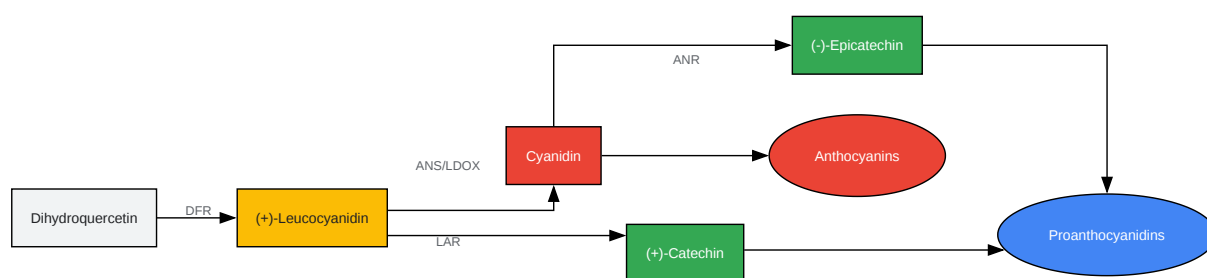 (-)-Epicatechin
ANR
Cyanidin
Anthocyanins
ANS/LDOX
Dihydroquercetin
DFR
(+)-Leucocyanidin
LAR
(+)-Catechin
Proanthocyanidins